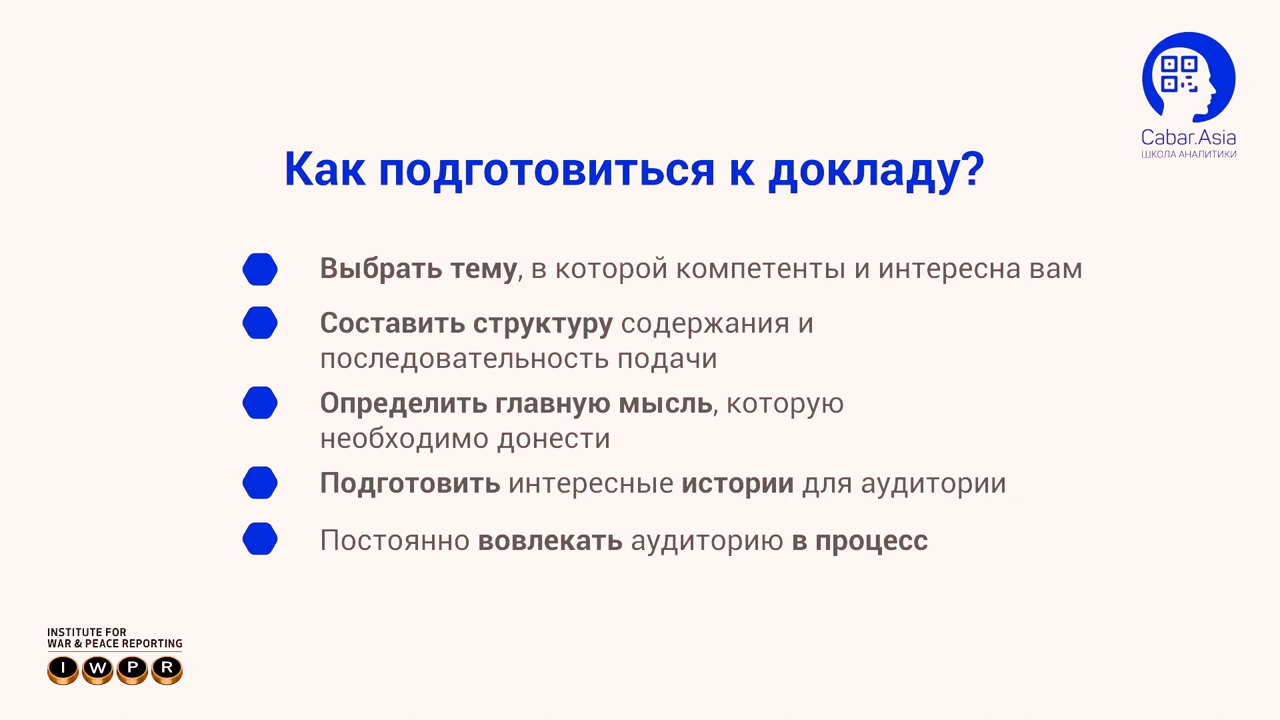 Cabar.Asia
ШКОЛА АНАЛИТИКИ
Как подготовиться к докладу?
Выбрать тему, в которой компетенты и интересна вам
Составить структуру содержания и
последовательность подачи
Определить главную мысль, которую
необходимо донести
Подготовить интересные истории для аудитории
Постоянно вовлекать аудиторию в процесс
INSTITUTE FOR
WAR & PEACE REPORTING
I W P R